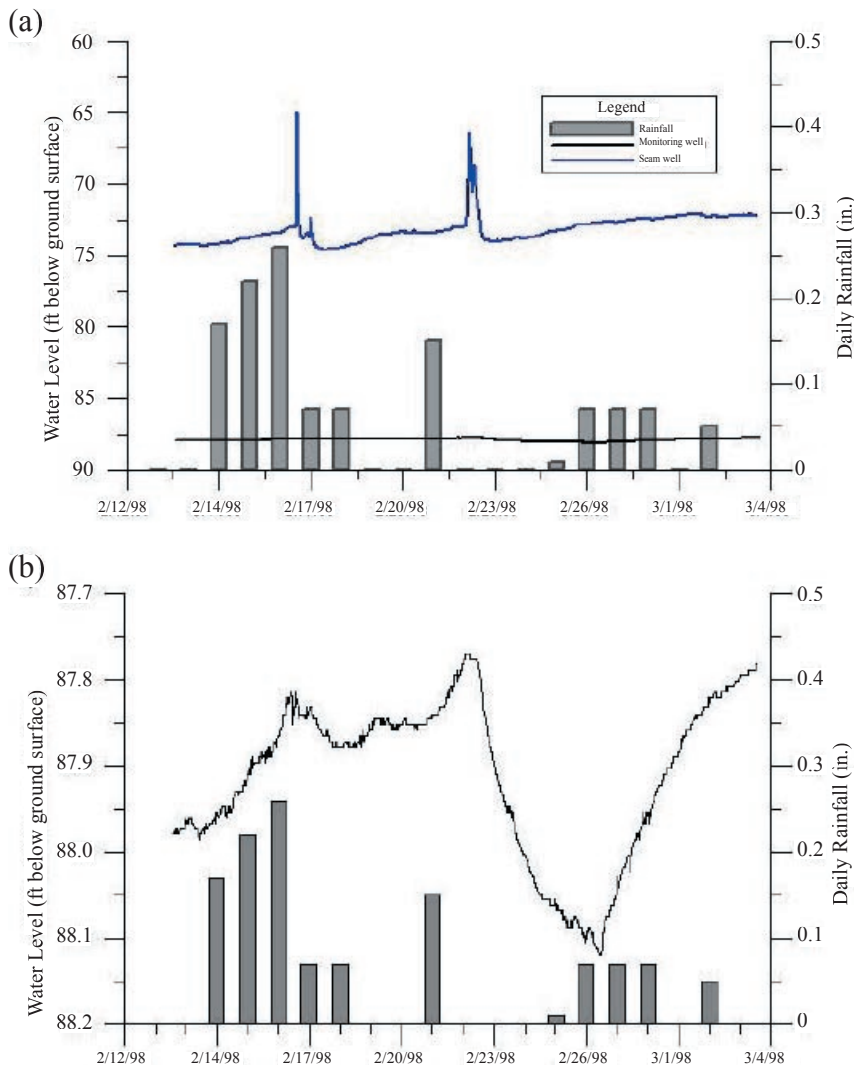 (a)
60
65
70
75
80
85
90
Water Level (ft below ground surface)
0.5
0.4
0.3
0.2
0.1
0
Daily Rainfall (in.)
Legend
Rainfall
Monitoring well
Seam well
2/12/98 2/14/98 2/17/98 2/20/98 2/23/98 2/26/98 3/1/98 3/4/98
(b)
87.7
87.8
87.9
88.0
88.1
88.2
Water Level (ft below ground surface)
0.5
0.4
0.3
0.2
0.1
0
Daily Rainfall (in.)
2/12/98 2/14/98 2/17/98 2/20/98 2/23/98 2/26/98 3/1/98 3/4/98